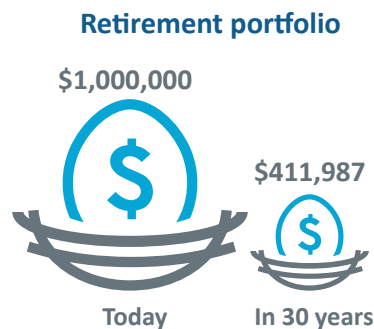 Retirement portfolio
$1,000,000
$411,987
$
$
Today
In 30 years